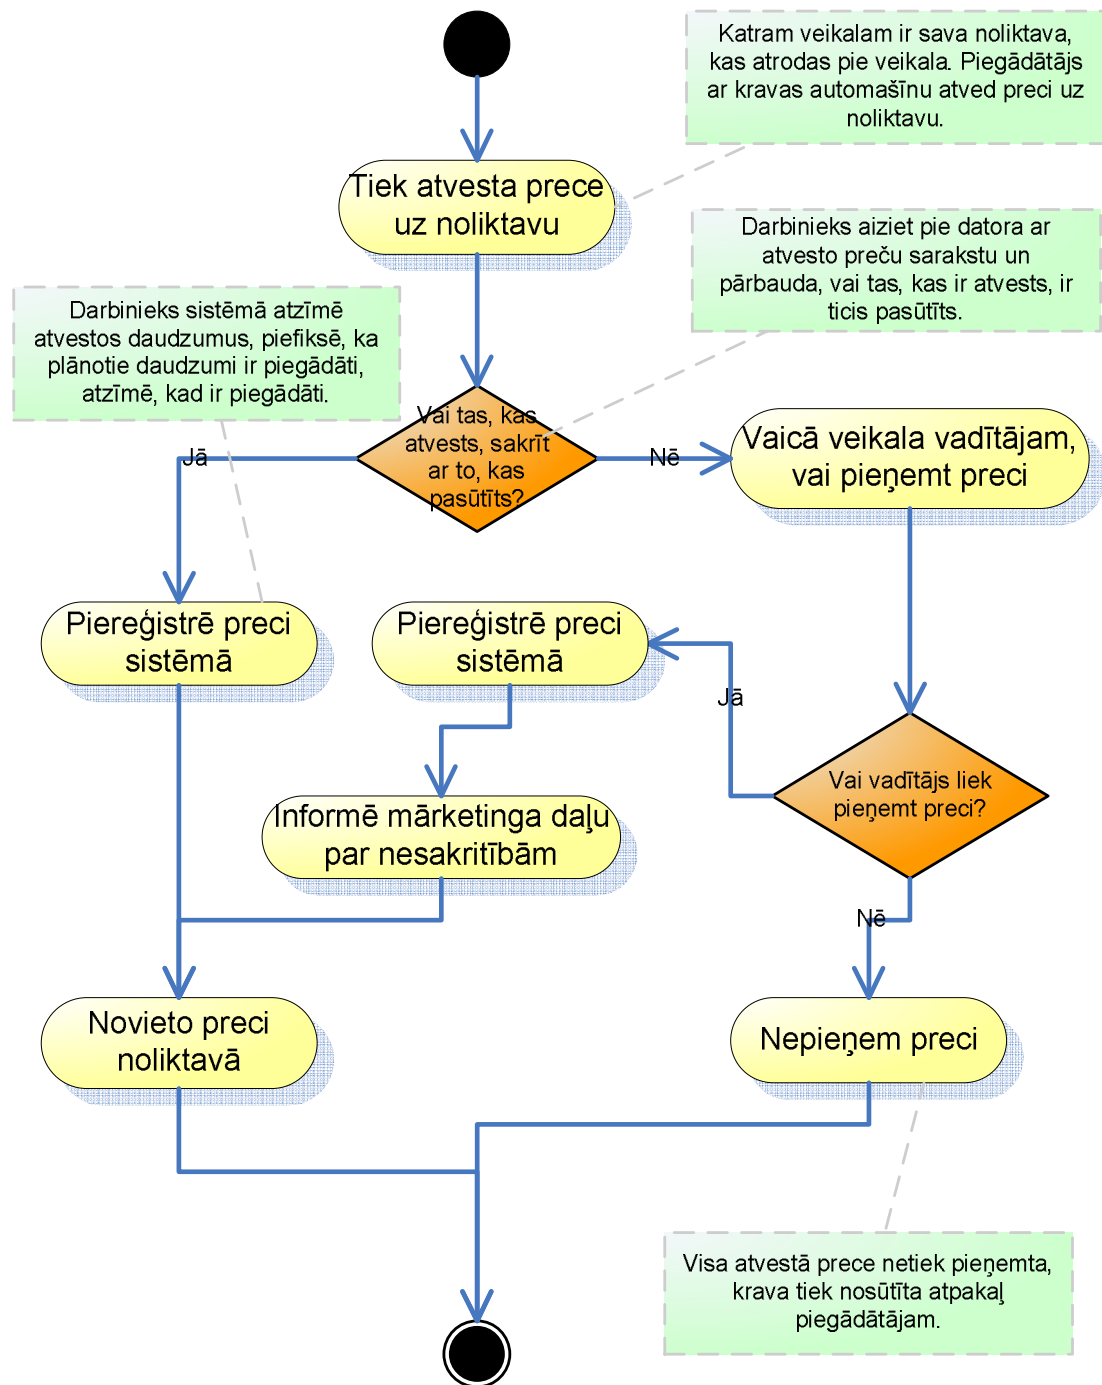 Katram veikalam ir sava noliktava,
kas atrodas pie veikala. Piegādātājs
ar kravas automašīnu atved preci uz
noliktavu.
Tiek atvesta prece
uz noliktavu
Darbinieks aiziet pie datora ar
atvesto preču sarakstu un
pārbauda, vai tas, kas ir atvests, ir
ticis pasūtīts.
Darbinieks sistēmā atzīmē
atvestos daudzumus, piefiksē, ka
plānotie daudzumi ir piegādāti,
atzīmē, kad ir piegādāti.
Vai tas, kas
atvests, sakrīt
ar to, kas
pasūtīts?
Jā
Nē
Vaicā veikala vadītājam,
vai pieņemt preci
Piereģistrē preci
sistēmā
Piereģistrē preci
sistēmā
Jā
Vai vadītājs liek
pieņemt preci?
Informē mārketinga daļu
par nesakritībām
Nē
Novieto preci
noliktavā
Nepieņem preci
Visa atvestā prece netiek pieņemta,
krava tiek nosūtīta atpakaļ
piegādātājam.